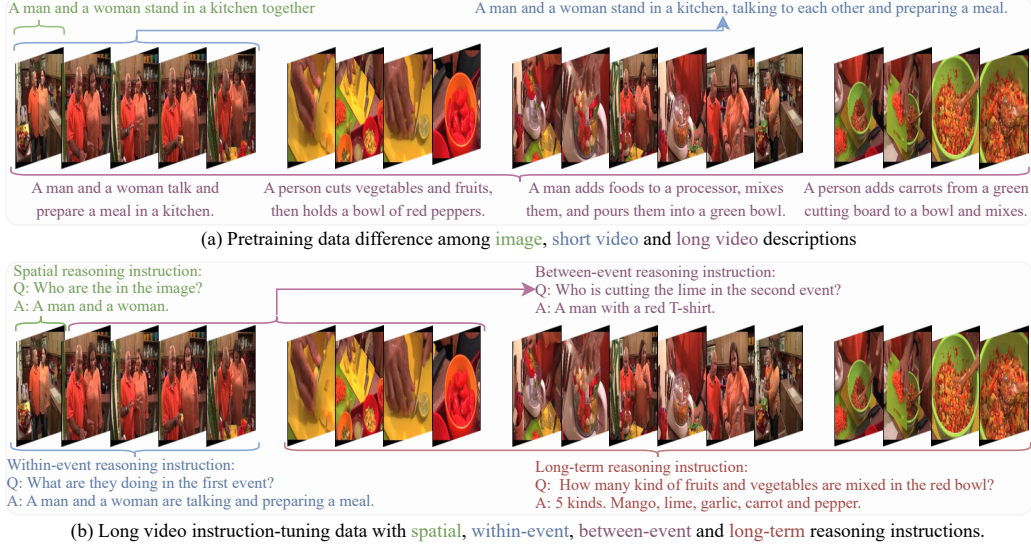 A man and a woman stand in a kitchen together
A man and a woman stand in a kitchen, talking to each other and preparing a meal.
A man and a woman talk and
prepare a meal in a kitchen.
A person cuts vegetables and fruits,
then holds a bowl of red peppers.
A man adds foods to a processor, mixes
them, and pours them into a green bowl.
A person adds carrots from a green
cutting board to a bowl and mixes.
(a) Pretraining data difference among image, short video and long video descriptions
Spatial reasoning instruction:
Q: Who are the in the image?
A: A man and a woman.
Between-event reasoning instruction:
Q: Who is cutting the lime in the second event?
A: A man with a red T-shirt.
Within-event reasoning instruction:
Q: What are they doing in the first event?
A: A man and a woman are talking and preparing a meal.
Long-term reasoning instruction:
Q: How many kind of fruits and vegetables are mixed in the red bowl?
A: 5 kinds. Mango, lime, garlic, carrot and pepper.
(b) Long video instruction-tuning data with spatial, within-event, between-event and long-term reasoning instructions.